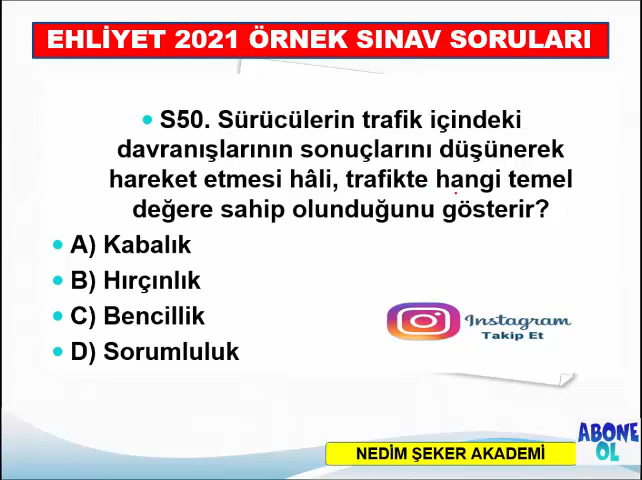 EHLİYET 2021 ÖRNEK SINAV SORULARI
• S50. Sürücülerin trafik içindeki
davranışlarının sonuçlarını düşünerek
hareket etmesi hâli, trafikte hangi temel
değere sahip olunduğunu gösterir?
• A) Kabalık
• B) Hırçınlık
• C) Bencillik
• D) Sorumluluk
Instagram
Takip Et
NEDİM ŞEKER AKADEMİ
ABONE
OL